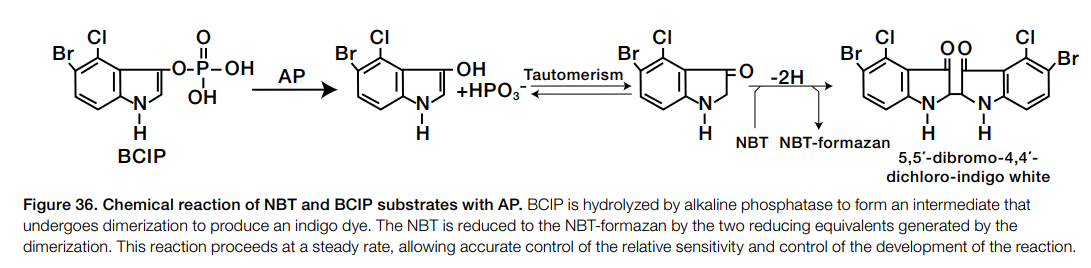 Cl
Br
O
O-P-OH
OH
N
H
BCIP
AP
Cl
Br
OH
+HPO₃⁻
N
H
Tautomerism
Cl
Br
O
N
H
-2H
NBT NBT-formazan
Cl
Br
O O
Cl
Br
N N
H H
5,5′-dibromo-4,4′-
dichloro-indigo white
Figure 36. Chemical reaction of NBT and BCIP substrates with AP. BCIP is hydrolyzed by alkaline phosphatase to form an intermediate that
undergoes dimerization to produce an indigo dye. The NBT is reduced to the NBT-formazan by the two reducing equivalents generated by the
dimerization. This reaction proceeds at a steady rate, allowing accurate control of the relative sensitivity and control of the development of the reaction.